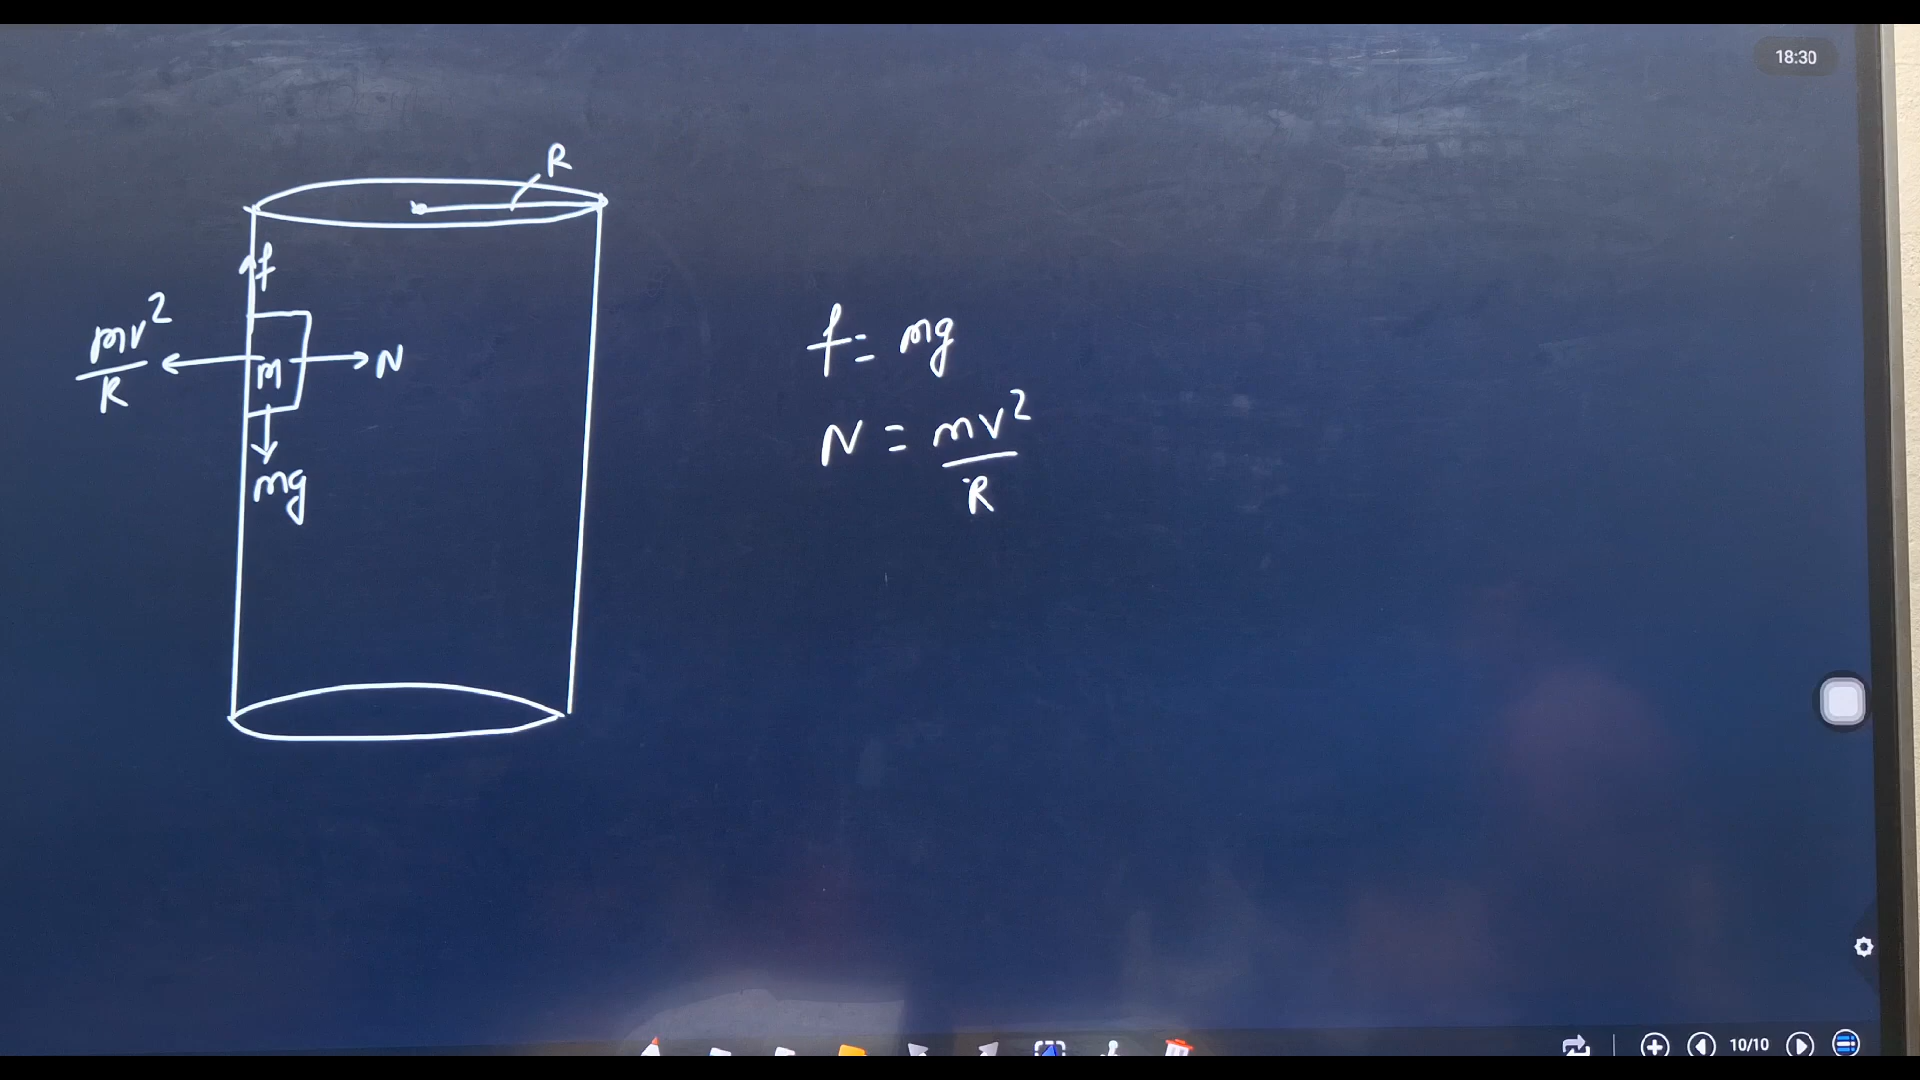 18:30
R
f
mv²/R
m
N
mg
f = mg
N = mv²/R
10/10